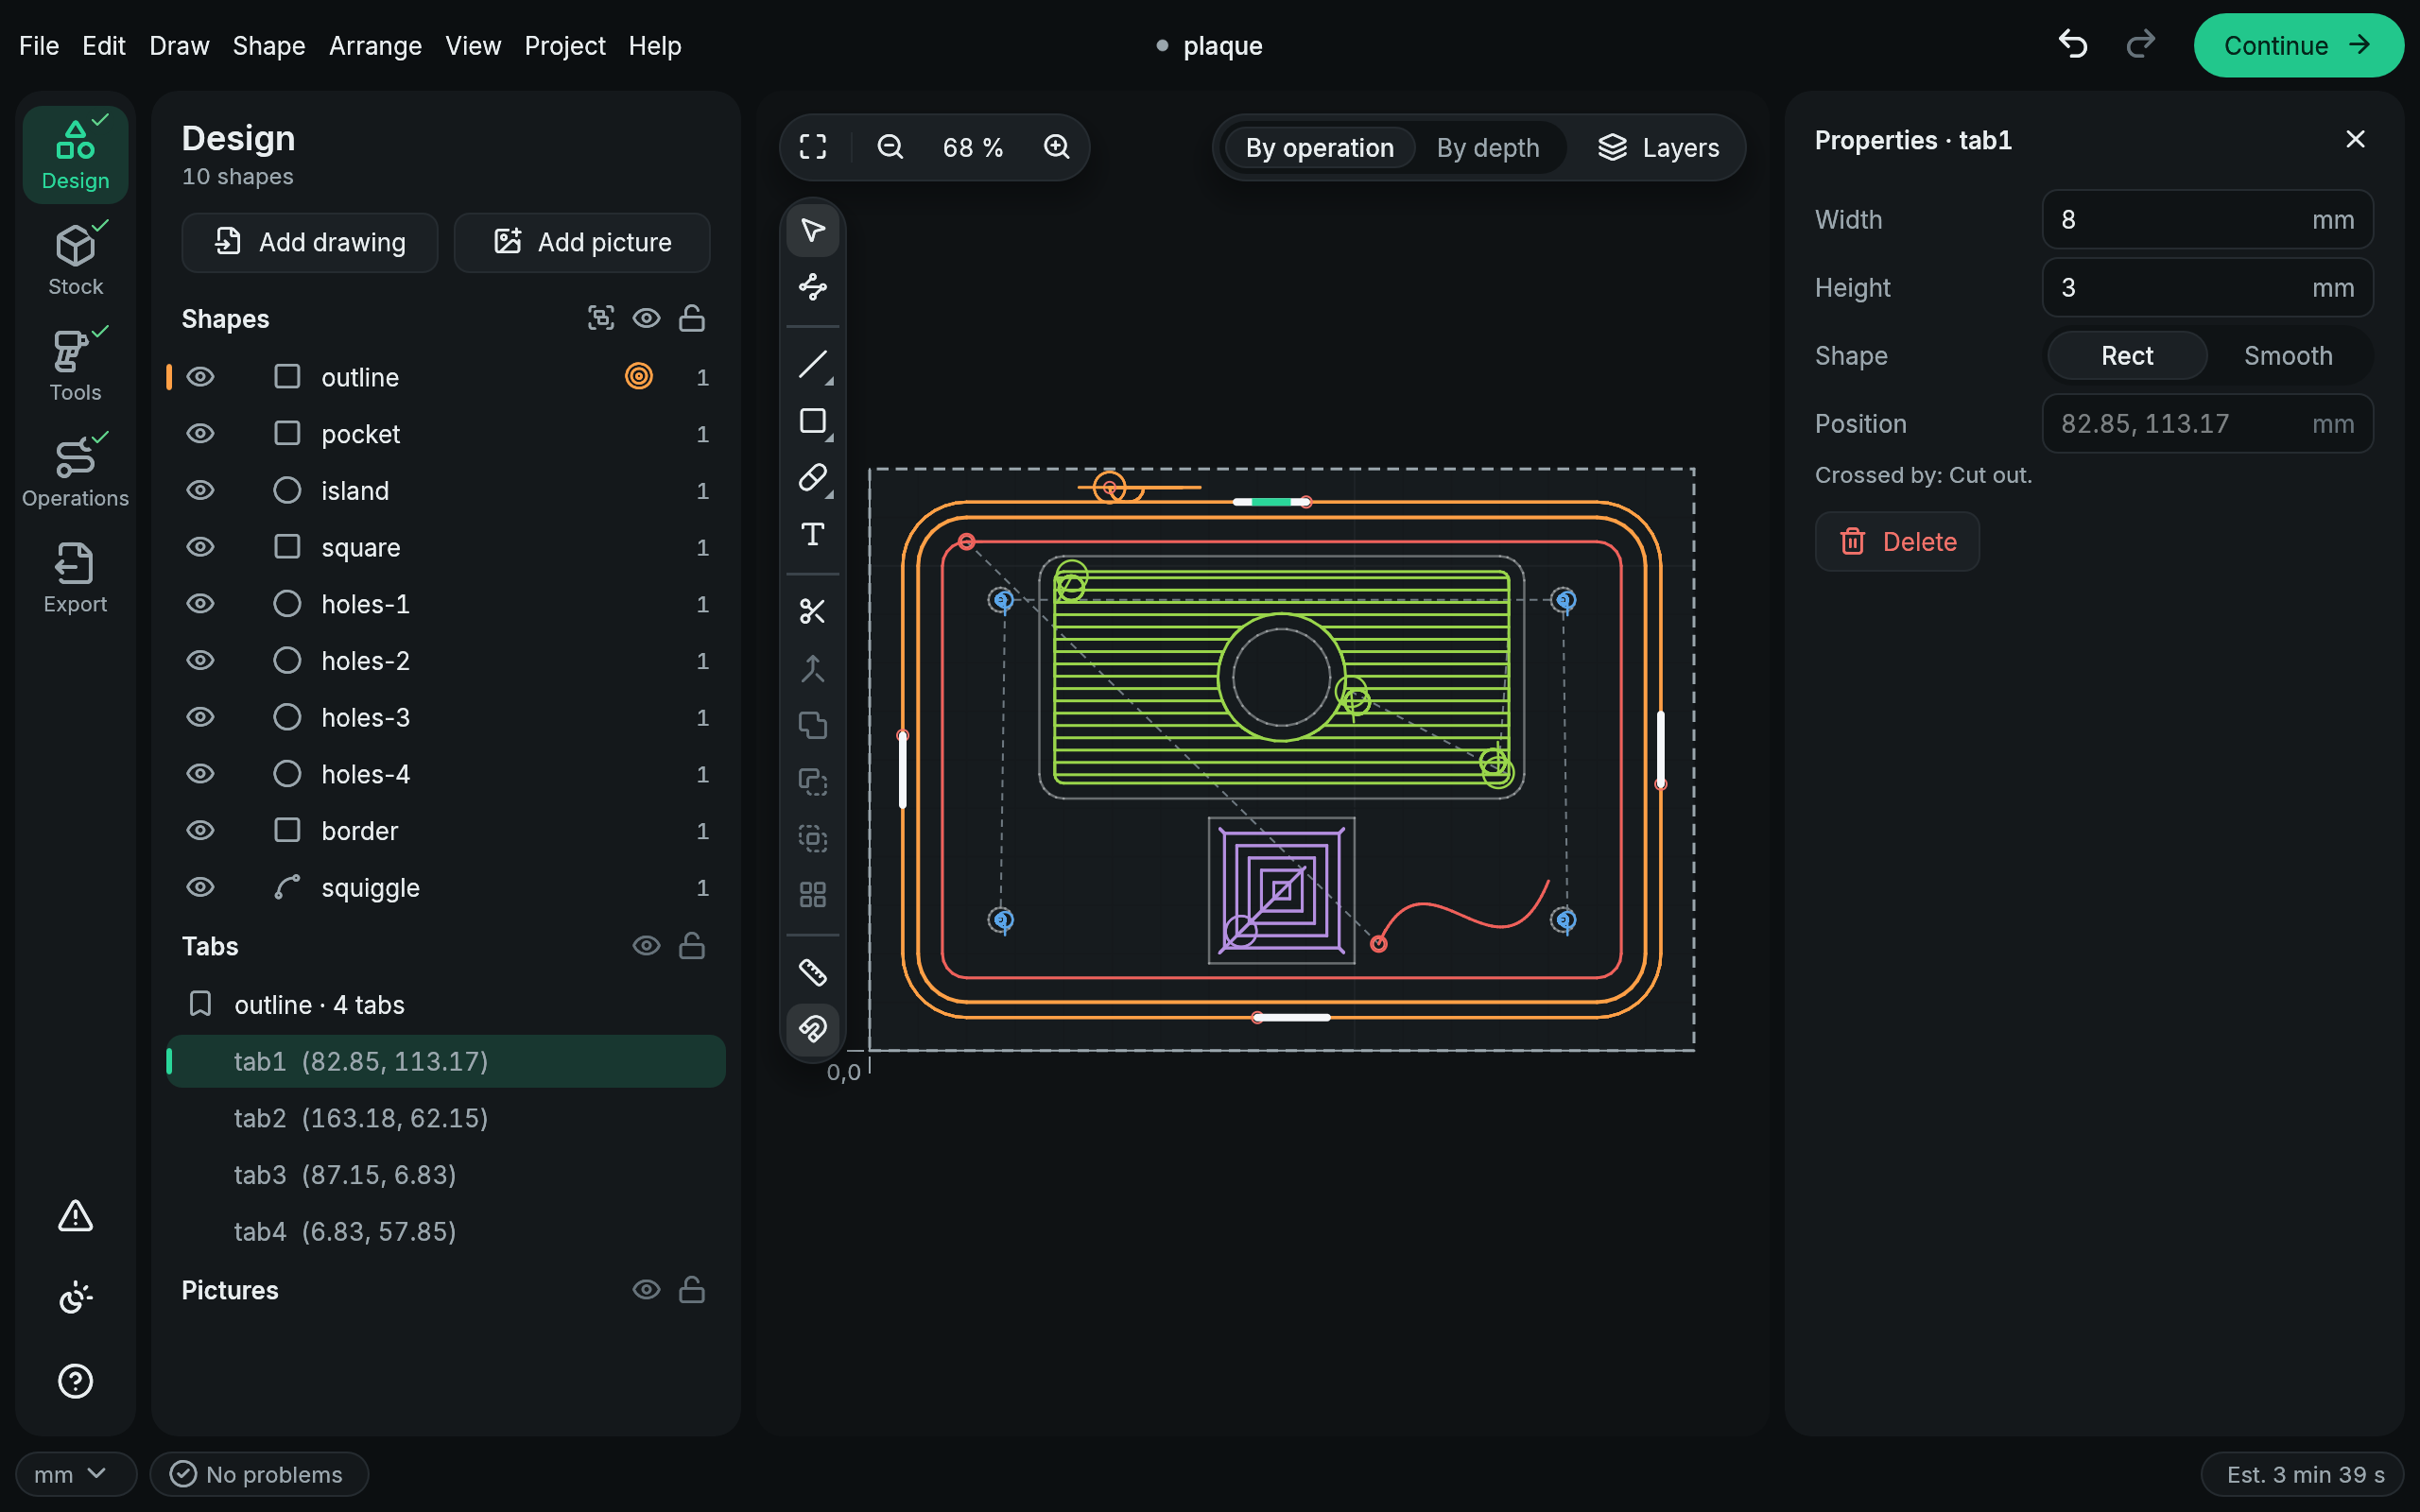 File Edit Draw Shape Arrange View Project Help
plaque
Continue
Design
Stock
Tools
Operations
Export
Design
10 shapes
Add drawing
Add picture
Shapes
outline 1
pocket 1
island 1
square 1
holes-1 1
holes-2 1
holes-3 1
holes-4 1
border 1
squiggle 1
Tabs
outline · 4 tabs
tab1 (82.85, 113.17)
tab2 (163.18, 62.15)
tab3 (87.15, 6.83)
tab4 (6.83, 57.85)
Pictures
68 %
By operation By depth Layers
0,0
Properties · tab1
Width 8 mm
Height 3 mm
Shape Rect Smooth
Position 82.85, 113.17 mm
Crossed by: Cut out.
Delete
mm
No problems
Est. 3 min 39 s